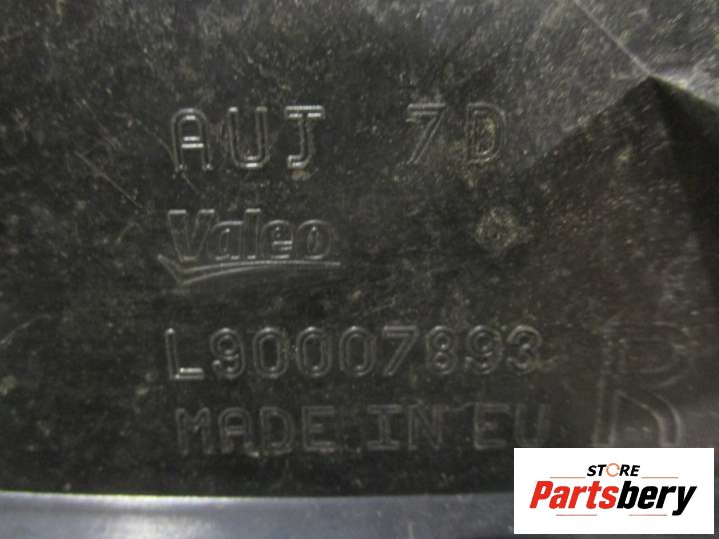 AUJ 7D
Valeo
L90007893
MADE IN EU
R
STORE
Partsbery